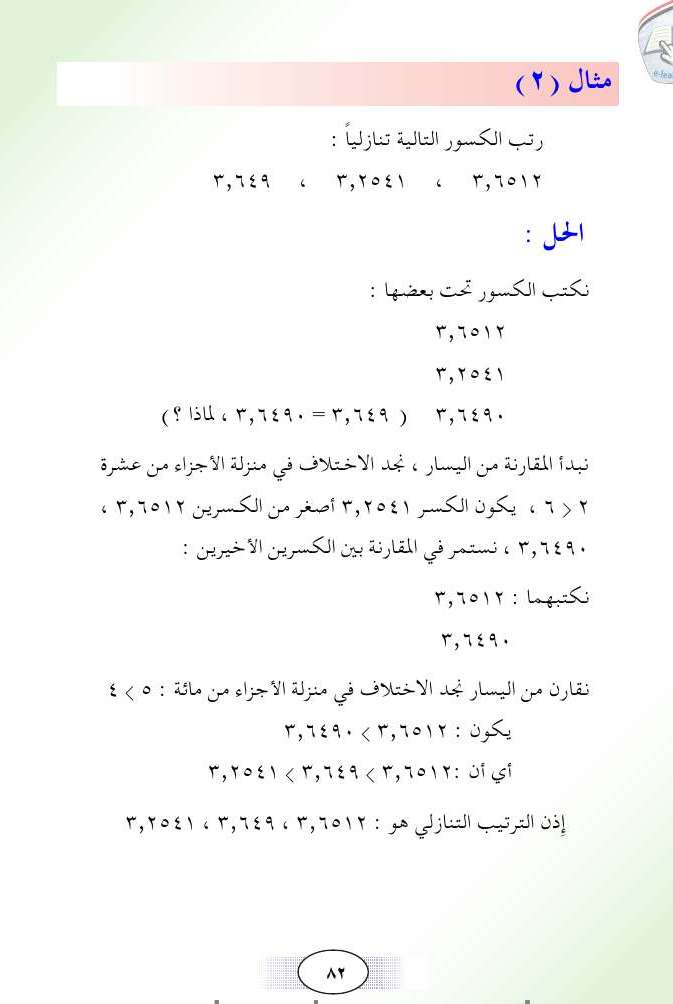 مثال (٢)
رتب الكسور التالية تنازلياً :
٣,٦٥١٢ ، ٣,٢٥٤١ ، ٣,٦٤٩
الحل :
نكتب الكسور تحت بعضها :
٣,٦٥١٢
٣,٢٥٤١
٣,٦٤٩٠ ( ٣,٦٤٩ = ٣,٦٤٩٠ ، لماذا ؟ )
نبدأ المقارنة من اليسار ، نجد الاختلاف في منزلة الأجزاء من عشرة
٢ < ٦ ، يكون الكسر ٣,٢٥٤١ أصغر من الكسرين ٣,٦٥١٢ ،
٣,٦٤٩٠ ، نستمر في المقارنة بين الكسرين الأخيرين :
نكتبهما : ٣,٦٥١٢
٣,٦٤٩٠
نقارن من اليسار نجد الاختلاف في منزلة الأجزاء من مائة : ٥ > ٤
يكون : ٣,٦٥١٢ > ٣,٦٤٩٠
أي أن :٣,٦٥١٢ > ٣,٦٤٩ > ٣,٢٥٤١
إذن الترتيب التنازلي هو : ٣,٦٥١٢ ، ٣,٦٤٩ ، ٣,٢٥٤١
٨٢